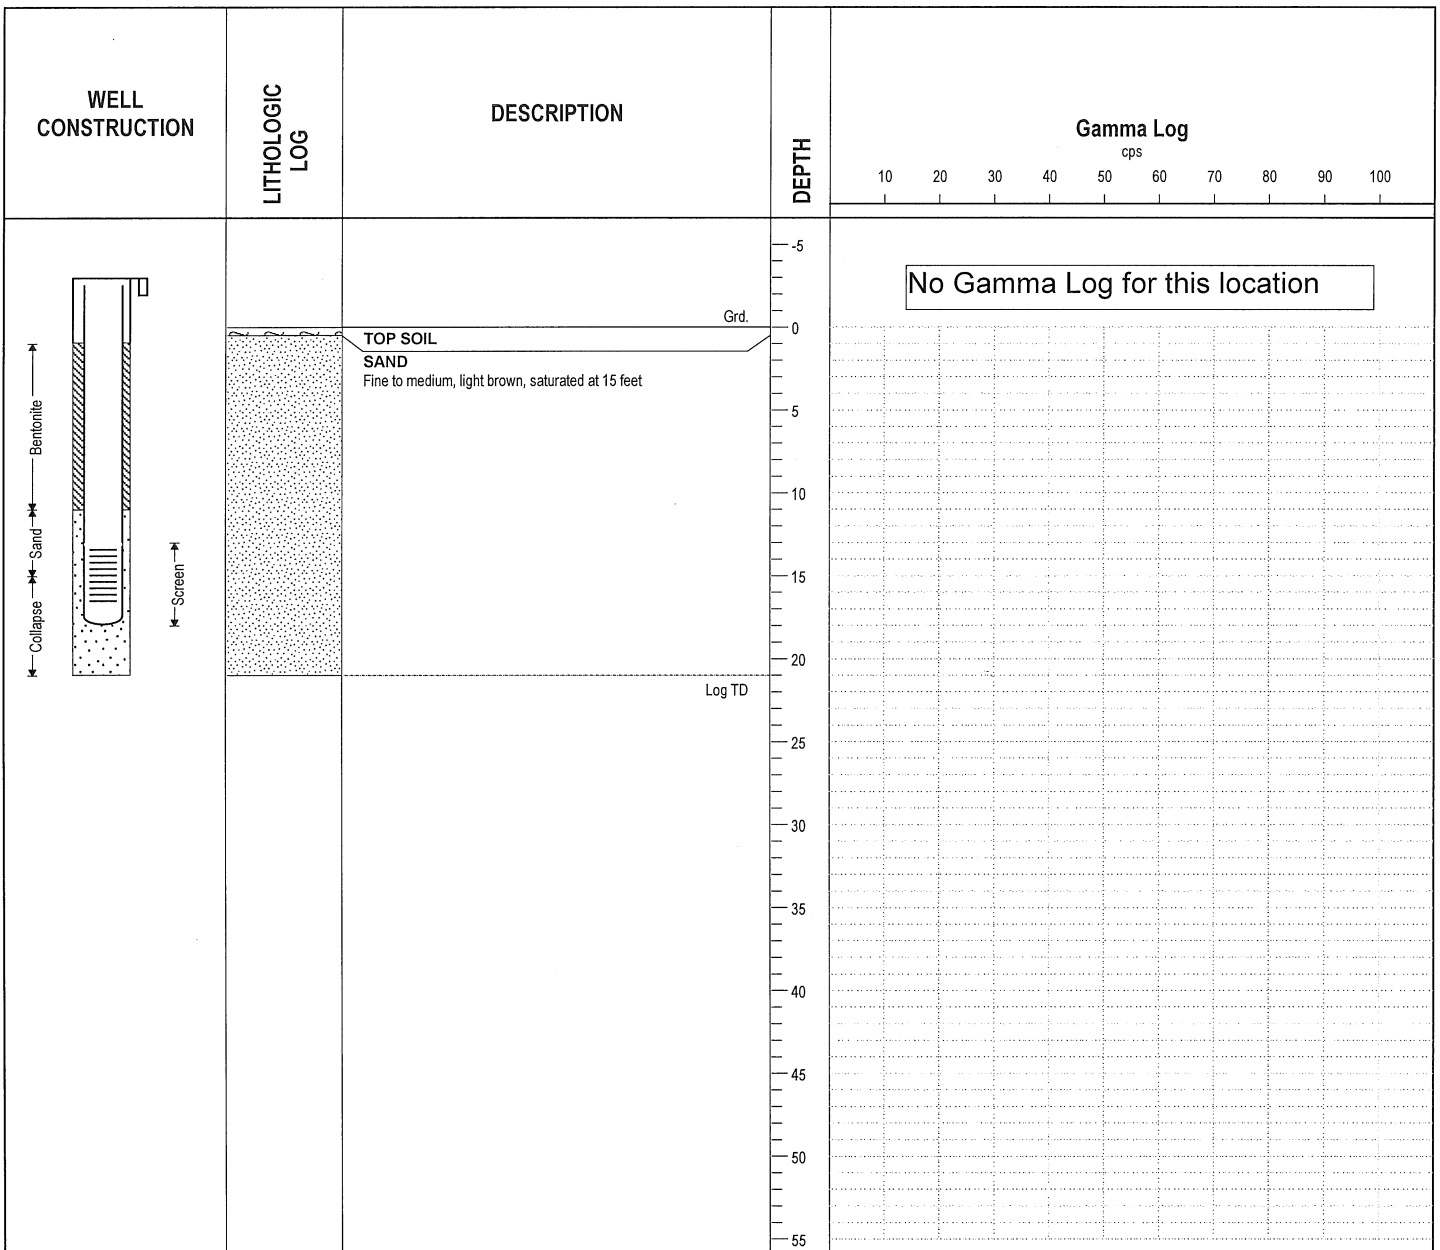 WELL
CONSTRUCTION
LITHOLOGIC
LOG
DESCRIPTION
DEPTH
Gamma Log
cps
10 20 30 40 50 60 70 80 90 100
-5
No Gamma Log for this location
Grd.
0
TOP SOIL
SAND
Fine to medium, light brown, saturated at 15 feet
5
Bentonite
10
Sand
15
Screen
Collapse
20
Log TD
25
30
35
40
45
50
55